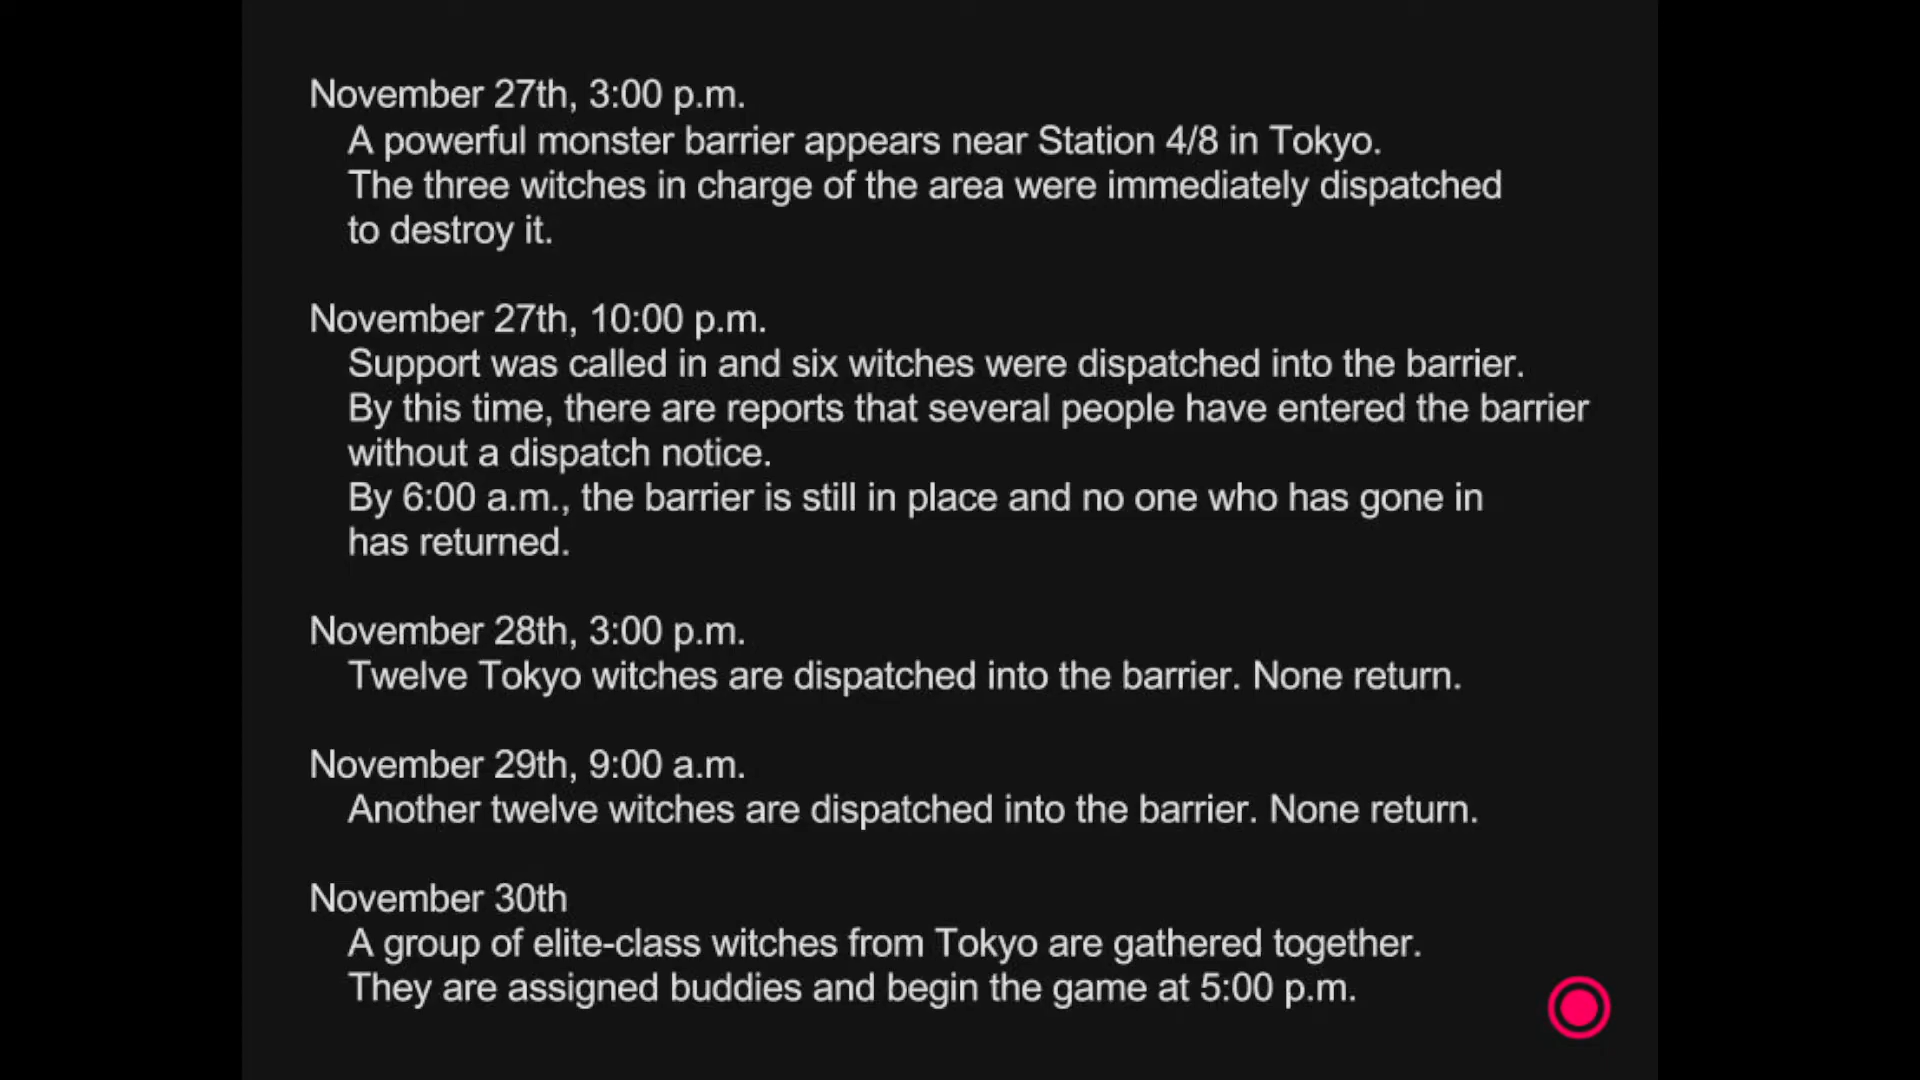 November 27th, 3:00 p.m.
A powerful monster barrier appears near Station 4/8 in Tokyo.
The three witches in charge of the area were immediately dispatched
to destroy it.
November 27th, 10:00 p.m.
Support was called in and six witches were dispatched into the barrier.
By this time, there are reports that several people have entered the barrier
without a dispatch notice.
By 6:00 a.m., the barrier is still in place and no one who has gone in
has returned.
November 28th, 3:00 p.m.
Twelve Tokyo witches are dispatched into the barrier. None return.
November 29th, 9:00 a.m.
Another twelve witches are dispatched into the barrier. None return.
November 30th
A group of elite-class witches from Tokyo are gathered together.
They are assigned buddies and begin the game at 5:00 p.m.